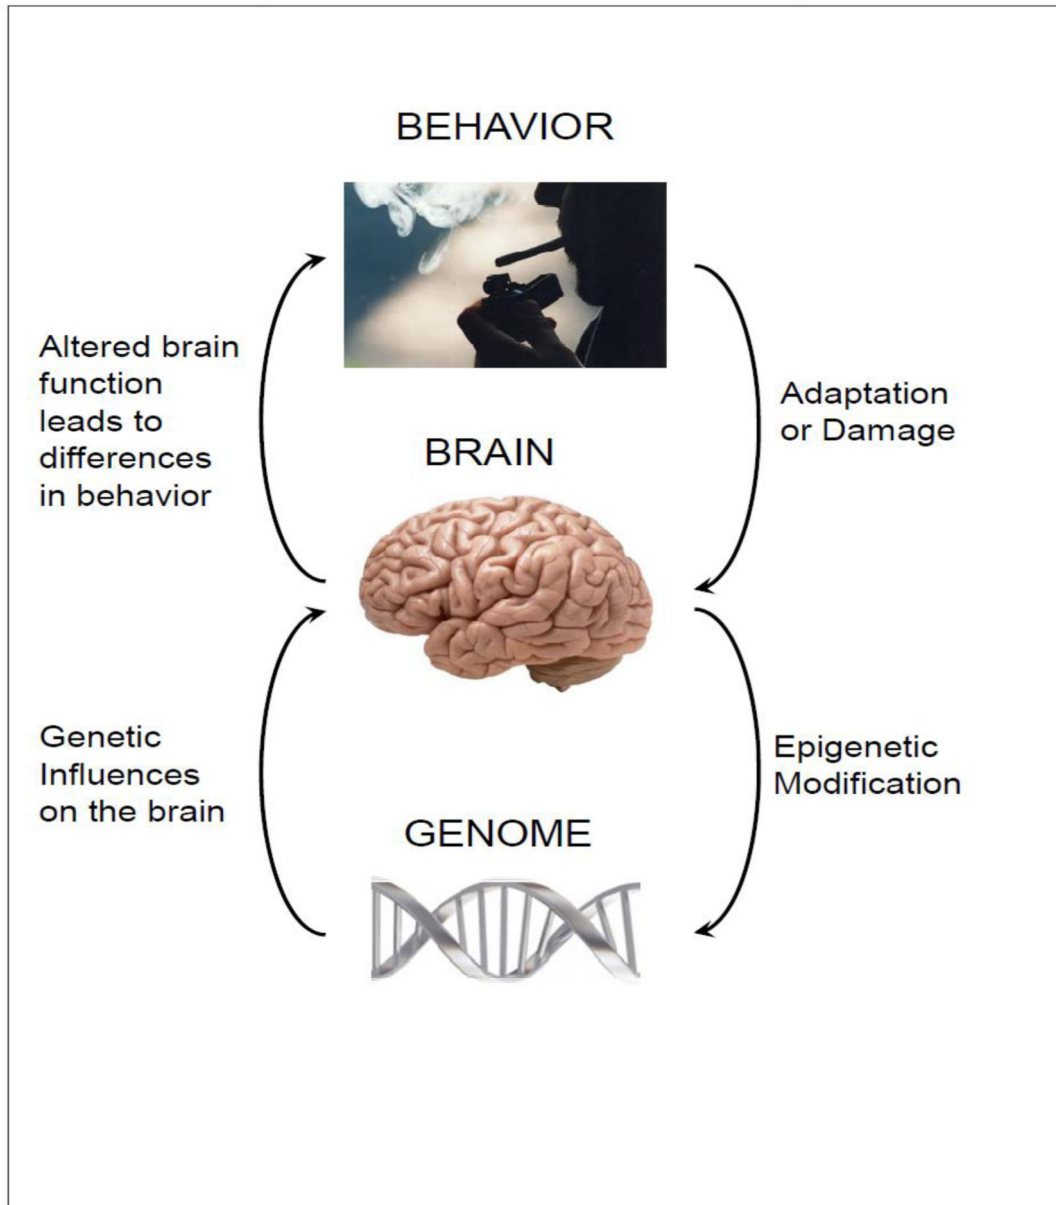 BEHAVIOR
Altered brain
function
leads to
differences
in behavior
Adaptation
or Damage
BRAIN
Genetic
Influences
on the brain
Epigenetic
Modification
GENOME